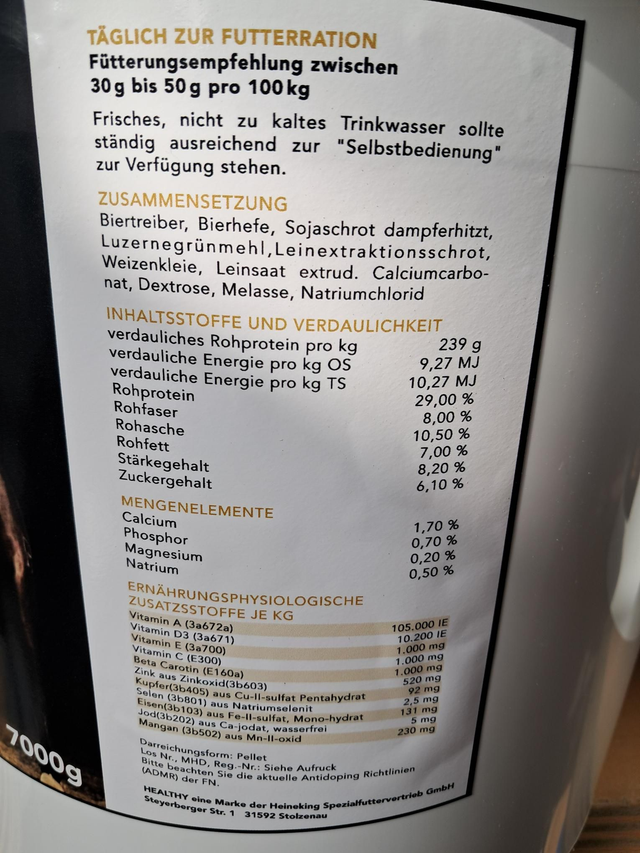 TÄGLICH ZUR FUTTERRATION
Fütterungsempfehlung zwischen
30g bis 50g pro 100kg
Frisches, nicht zu kaltes Trinkwasser sollte
ständig ausreichend zur "Selbstbedienung"
zur Verfügung stehen.
ZUSAMMENSETZUNG
Biertreiber, Bierhefe, Sojaschrot dampferhitzt,
Luzernegrünmehl,Leinextraktionsschrot,
Weizenkleie, Leinsaat extrud. Calciumcarbo-
nat, Dextrose, Melasse, Natriumchlorid
INHALTSSTOFFE UND VERDAULICHKEIT
verdauliches Rohprotein pro kg 239 g
verdauliche Energie pro kg OS 9,27 MJ
verdauliche Energie pro kg TS 10,27 MJ
Rohprotein 29,00 %
Rohfaser 8,00 %
Rohasche 10,50 %
Rohfett 7,00 %
Stärkegehalt 8,20 %
Zuckergehalt 6,10 %
MENGENELEMENTE
Calcium 1,70 %
Phosphor 0,70 %
Magnesium 0,20 %
Natrium 0,50 %
ERNÄHRUNGSPHYSIOLOGISCHE
ZUSATZSSTOFFE JE KG
Vitamin A (3a672a) 105.000 IE
Vitamin D3 (3a671) 10.200 IE
Vitamin E (3a700) 1.000 mg
Vitamin C (E300) 1.000 mg
Beta Carotin (E160a) 1.000 mg
Zink aus Zinkoxid(3b603) 520 mg
Kupfer(3b405) aus Cu-II-sulfat Pentahydrat 92 mg
Selen (3b801) aus Natriumselenit 2,5 mg
Eisen(3b103) aus Fe-II-sulfat, Mono-hydrat 131 mg
Jod(3b202) aus Ca-jodat, wasserfrei 5 mg
Mangan (3b502) aus Mn-II-oxid 230 mg
Darreichungsform: Pellet
Los Nr., MHD, Reg.-Nr.: Siehe Aufruck
Bitte beachten Sie die aktuelle Antidoping Richtlinien
(ADMR) der FN.
HEALTHY eine Marke der Heineking Spezialfuttervertrieb GmbH
Steyerberger Str. 1 31592 Stolzenau
7000g